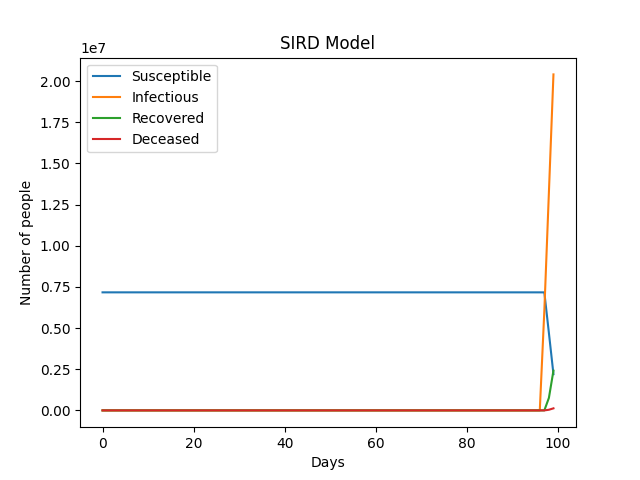 SIRD Model
1e7
Susceptible
Infectious
Recovered
Deceased
2.00
1.75
1.50
1.25
1.00
0.75
0.50
0.25
0.00
Number of people
0 20 40 60 80 100
Days